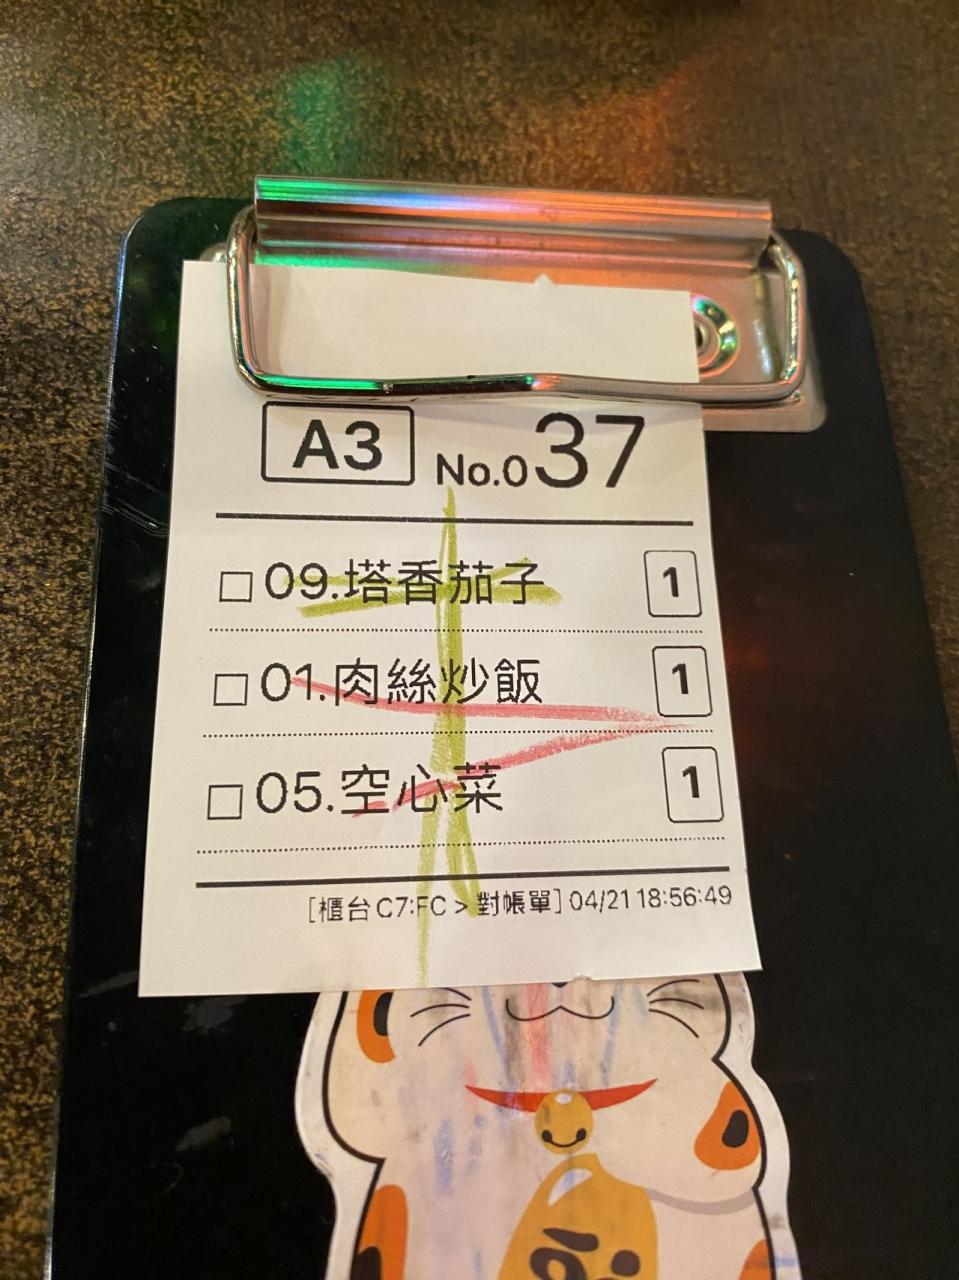 A3 No.037
09.塔香茄子 1
01.肉絲炒飯 1
05.空心菜 1
[櫃台 C7:FC > 對帳單] 04/21 18:56:49